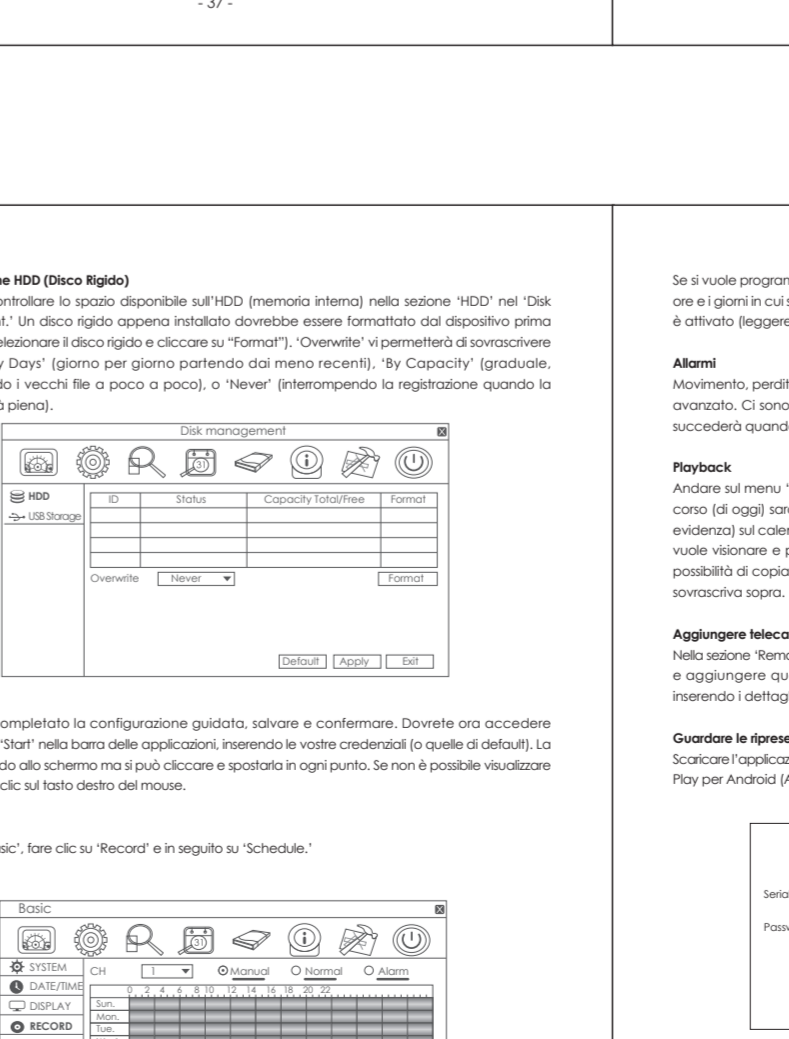 - 37 -
ne HDD (Disco Rigido)
ontrollare lo spazio disponibile sull'HDD (memoria interna) nella sezione ‘HDD’ nel ‘Disk
nt.’ Un disco rigido appena installato dovrebbe essere formattato dal dispositivo prima
elezionare il disco rigido e cliccare su “Format”). ‘Overwrite’ vi permetterà di sovrascrivere
y Days’ (giorno per giorno partendo dai meno recenti), ‘By Capacity’ (graduale,
do i vecchi file a poco a poco), o ‘Never’ (interrompendo la registrazione quando la
à piena).
Disk management
31
HDD
USB Storage
ID Status Capacity Total/Free Format
Overwrite Never Format
Default Apply Exit
ompletato la configurazione guidata, salvare e confermare. Dovrete ora accedere
‘Start’ nella barra delle applicazioni, inserendo le vostre credenziali (o quelle di default). La
do allo schermo ma si può cliccare e spostarla in ogni punto. Se non è possibile visualizzare
clic sul tasto destro del mouse.
sic’, fare clic su ‘Record’ e in seguito su ‘Schedule.’
Basic
31
SYSTEM
DATE/TIME
DISPLAY
RECORD
CH 1 Manual Normal Alarm
0 2 4 6 8 10 12 14 16 18 20 22
Sun.
Mon.
Tue.
Se si vuole program
ore e i giorni in cui s
è attivato (leggere
Allarmi
Movimento, perdit
avanzato. Ci sono
succederà quando
Playback
Andare sul menu ‘
corso (di oggi) sar
evidenza) sul caler
vuole visionare e p
possibilità di copia
sovrascriva sopra.
Aggiungere teleca
Nella sezione ‘Remo
e aggiungere qu
inserendo i dettag
Guardare le riprese
Scaricare l'applicaz
Play per Android (A
Seria
Passw